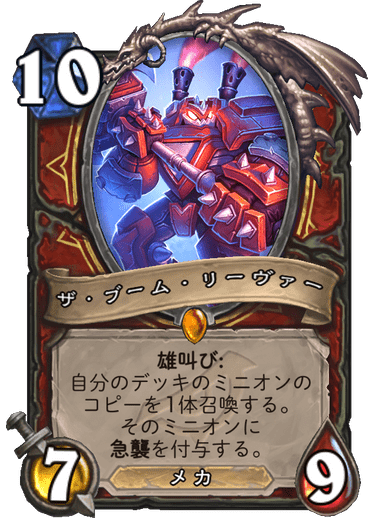 10
ザ・ブーム・リーヴァー
雄叫び:
自分のデッキのミニオンの
コピーを1体召喚する。
そのミニオンに
急襲を付与する。
メカ
7
9